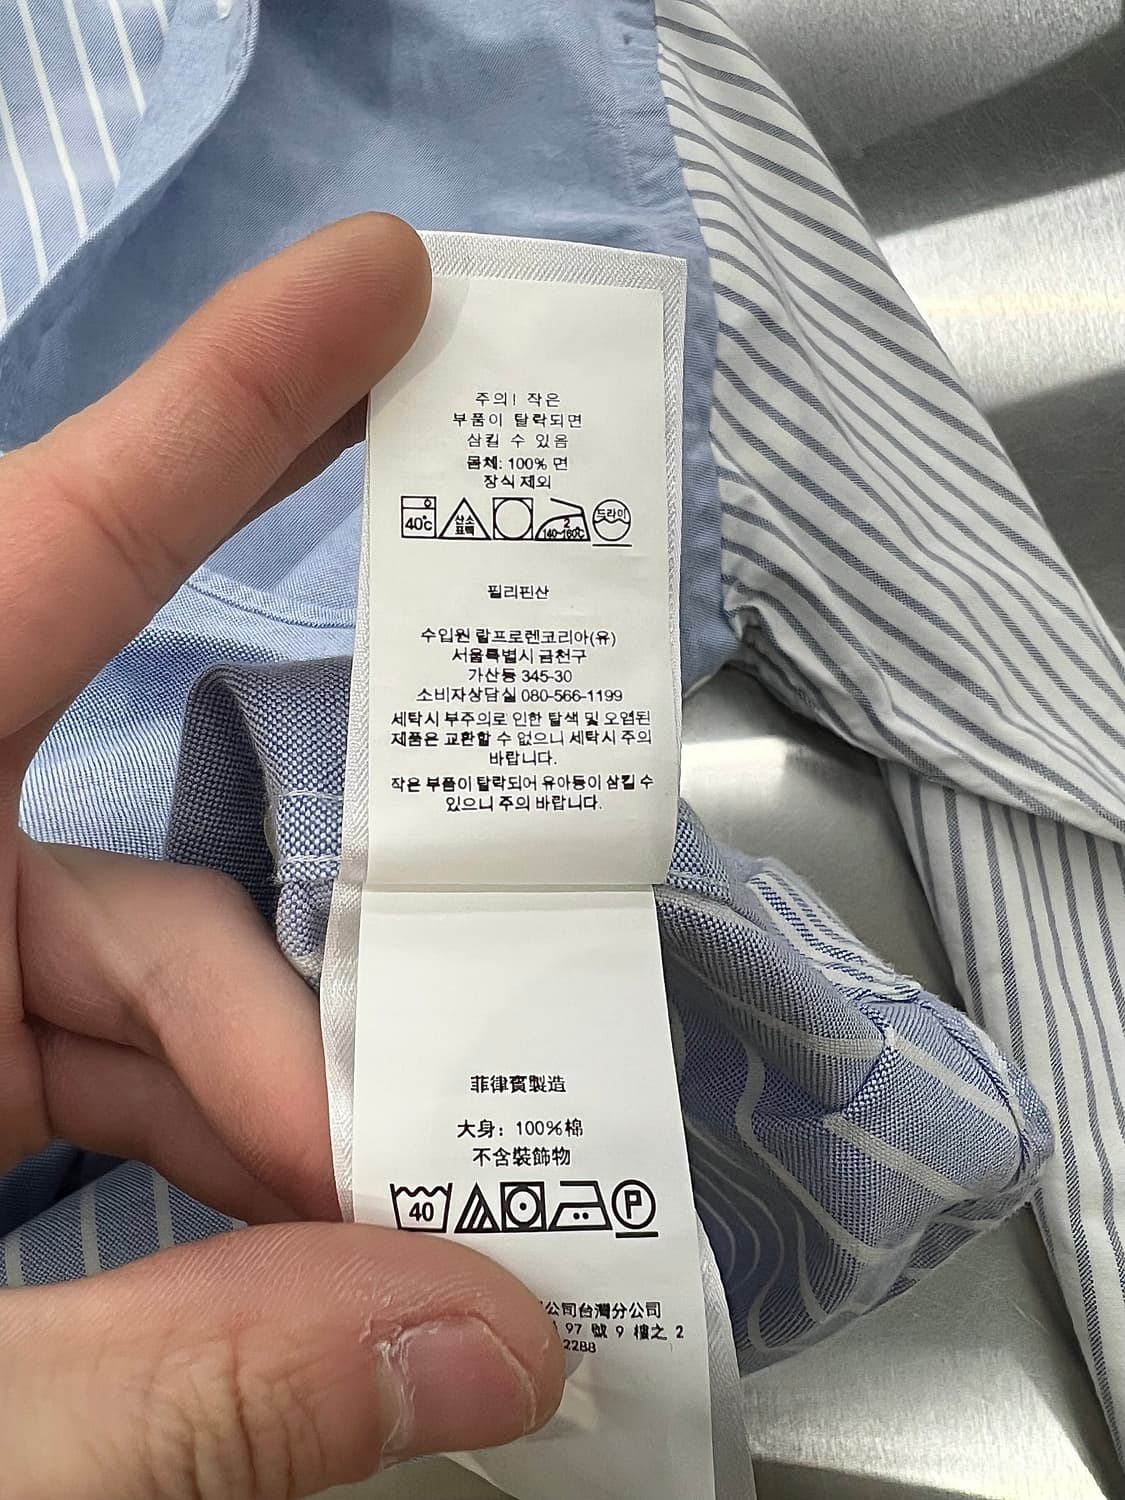 주의! 작은
부품이 탈락되면
삼킬 수 있음
몸체: 100% 면
장식 제외
40℃ 산소 표백 2 140~160℃ 드라이
필리핀산
수입원 랄프로렌코리아(유)
서울특별시 금천구
가산동 345-30
소비자상담실 080-566-1199
세탁시 부주의로 인한 탈색 및 오염된
제품은 교환할 수 없으니 세탁시 주의
바랍니다.
작은 부품이 탈락되어 유아등이 삼킬 수
있으니 주의 바랍니다.
菲律賓製造
大身: 100%棉
不含裝飾物
40 P
公司台灣分公司
97 號 9 樓之 2
2288